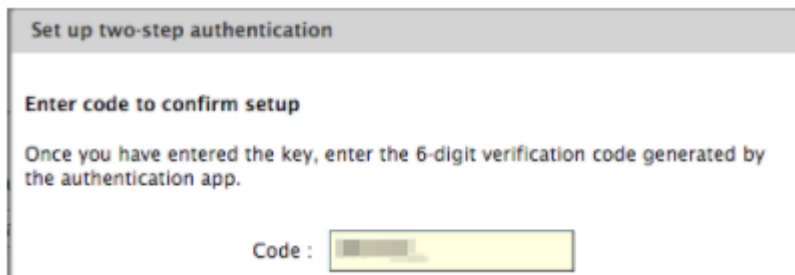 Set up two-step authentication
Enter code to confirm setup
Once you have entered the key, enter the 6-digit verification code generated by
the authentication app.
Code :